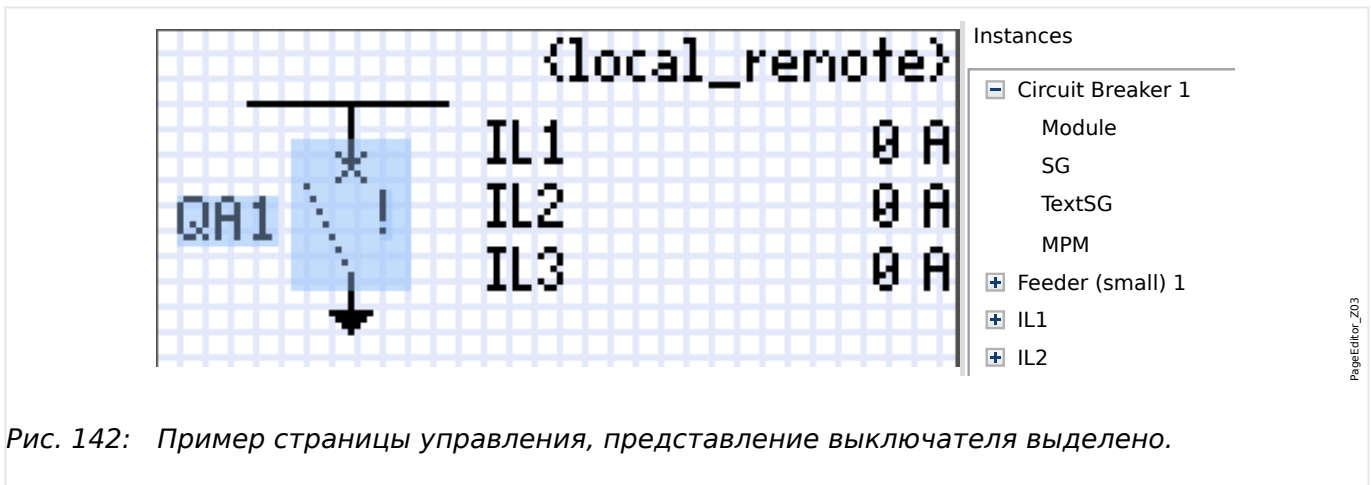 {local_remote}
IL1 0 A
QA1 ! IL2 0 A
IL3 0 A
Instances
Circuit Breaker 1
Module
SG
TextSG
MPM
Feeder (small) 1
IL1
IL2
PageEditor_Z03
Рис. 142: Пример страницы управления, представление выключателя выделено.